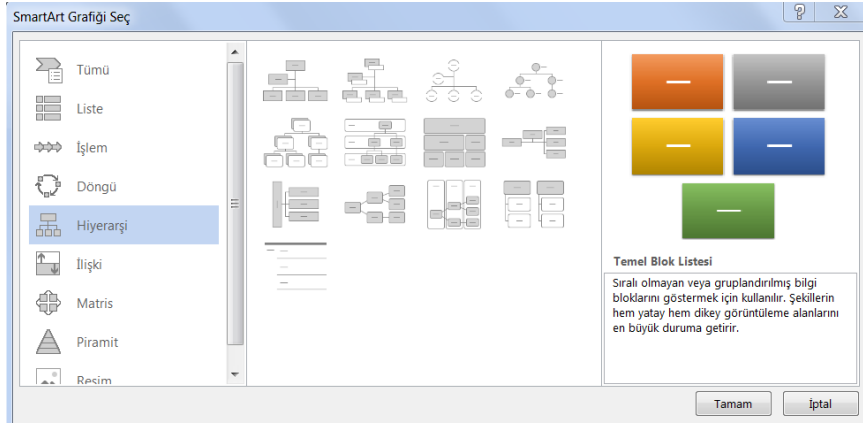 SmartArt Grafiği Seç
Tümü
Liste
İşlem
Döngü
Hiyerarşi
İlişki
Matris
Piramit
Resim
Temel Blok Listesi
Sıralı olmayan veya gruplandırılmış bilgi
bloklarını göstermek için kullanılır. Şekillerin
hem yatay hem dikey görüntüleme alanlarını
en büyük duruma getirir.
Tamam
İptal